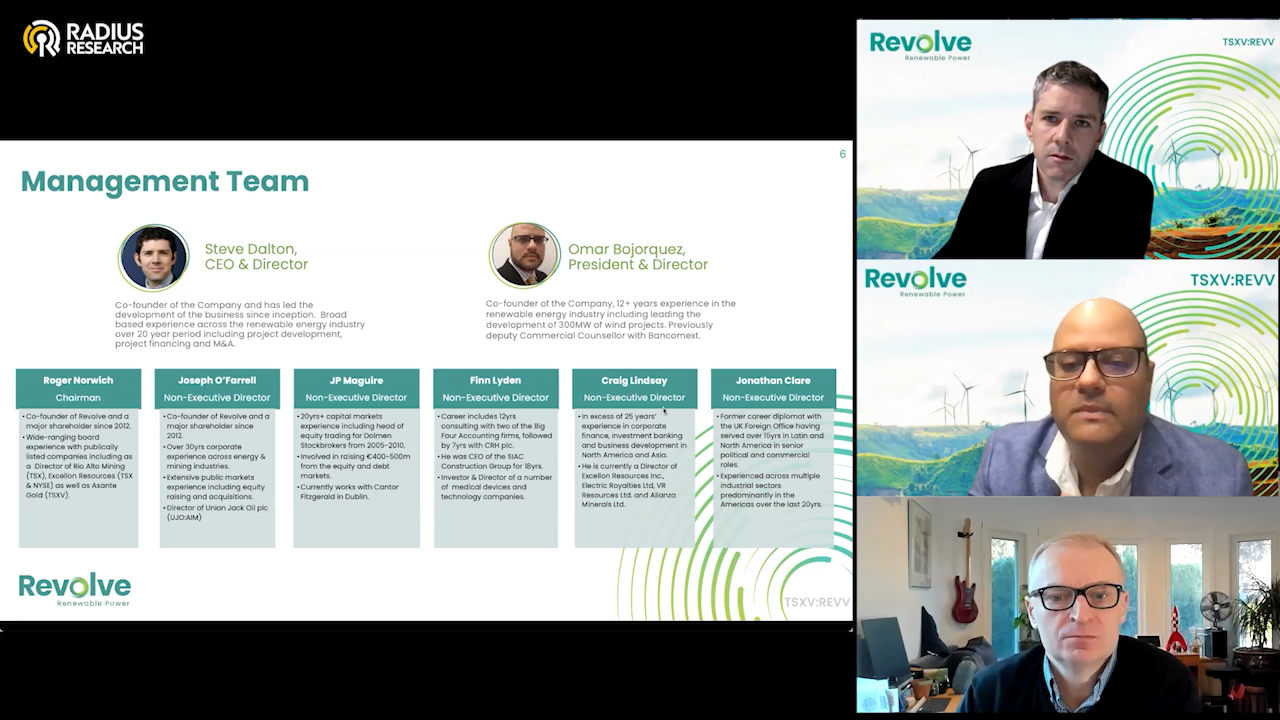 RADIUS
RESEARCH
6
Management Team
Steve Dalton,
CEO & Director
Co-founder of the Company and has led the
development of the business since inception. Broad
based experience across the renewable energy industry
over 20 year period including project development,
project financing and M&A.
Omar Bojorquez,
President & Director
Co-founder of the Company, 12+ years experience in the
renewable energy industry including leading the
development of 300MW of wind projects. Previously
deputy Commercial Counsellor with Bancomext.
Roger Norwich
Chairman
• Co-founder of Revolve and a
major shareholder since 2012.
• Wide-ranging board
experience with publically
listed companies including as
a Director of Rio Alto Mining
(TSX), Excellon Resources (TSX
& NYSE) as well as Asante
Gold (TSXV).
Joseph O'Farrell
Non-Executive Director
• Co-founder of Revolve and a
major shareholder since
2012.
• Over 30yrs corporate
experience across energy &
mining industries.
• Extensive public markets
experience including equity
raising and acquisitions.
• Director of Union Jack Oil plc
(UJO:AIM)
JP Maguire
Non-Executive Director
• 20yrs+ capital markets
experience including head of
equity trading for Dolmen
Stockbrokers from 2005-2010.
• Involved in raising €400-500m
from the equity and debt
markets.
• Currently works with Cantor
Fitzgerald in Dublin.
Finn Lyden
Non-Executive Director
• Career includes 12yrs
consulting with two of the Big
Four Accounting firms, followed
by 7yrs with CRH plc.
• He was CEO of the SIAC
Construction Group for 18yrs.
• Investor & Director of a number
of medical devices and
technology companies.
Craig Lindsay
Non-Executive Director
• In excess of 25 years'
experience in corporate
finance, investment banking
and business development in
North America and Asia.
• He is currently a Director of
Excellon Resources Inc.,
Electric Royalties Ltd, VR
Resources Ltd. and Alianza
Minerals Ltd.
Jonathan Clare
Non-Executive Director
• Former career diplomat with
the UK Foreign Office having
served over 15yrs in Latin and
North America in senior
political and commercial
roles.
• Experienced across multiple
industrial sectors
predominantly in the
Americas over the last 20yrs.
Revolve
Renewable Power
TSXV:REVV
Revolve
Renewable Power
TSXV:REVV
Revolve
Renewable Power
TSXV:REVV